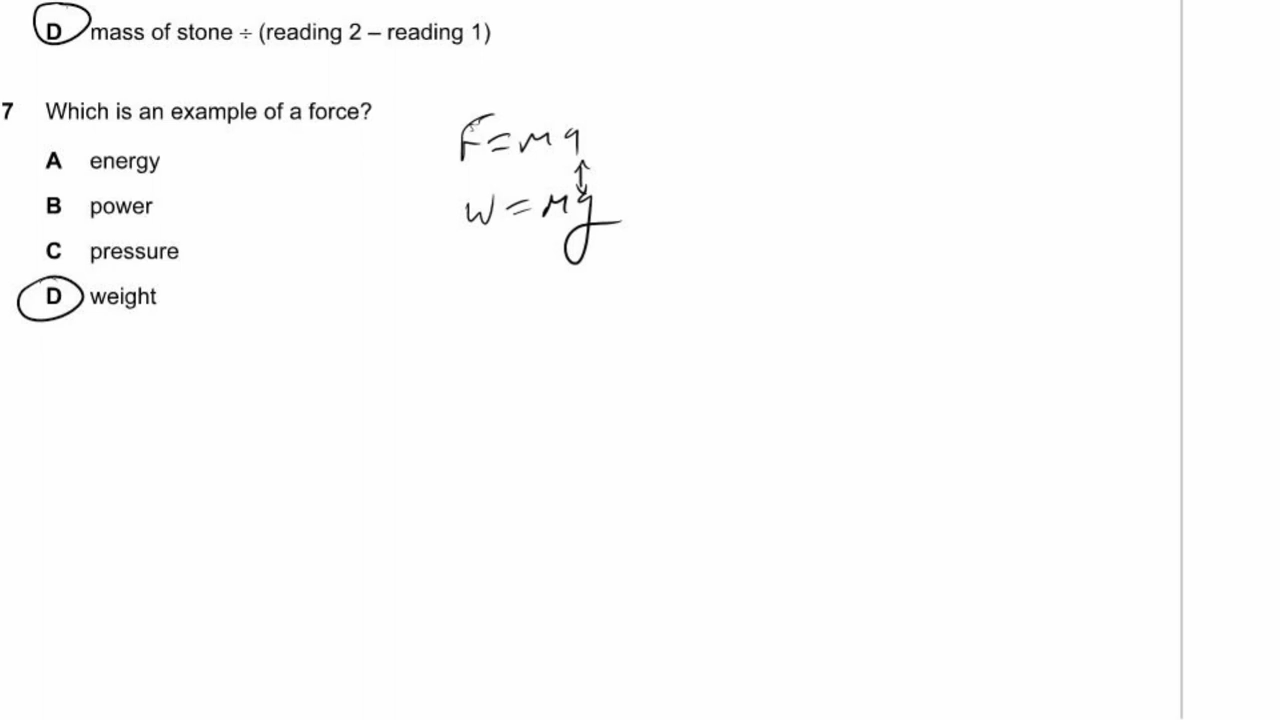 D mass of stone ÷ (reading 2 – reading 1)
7 Which is an example of a force?
F = ma
A energy
W = mg
B power
C pressure
D weight